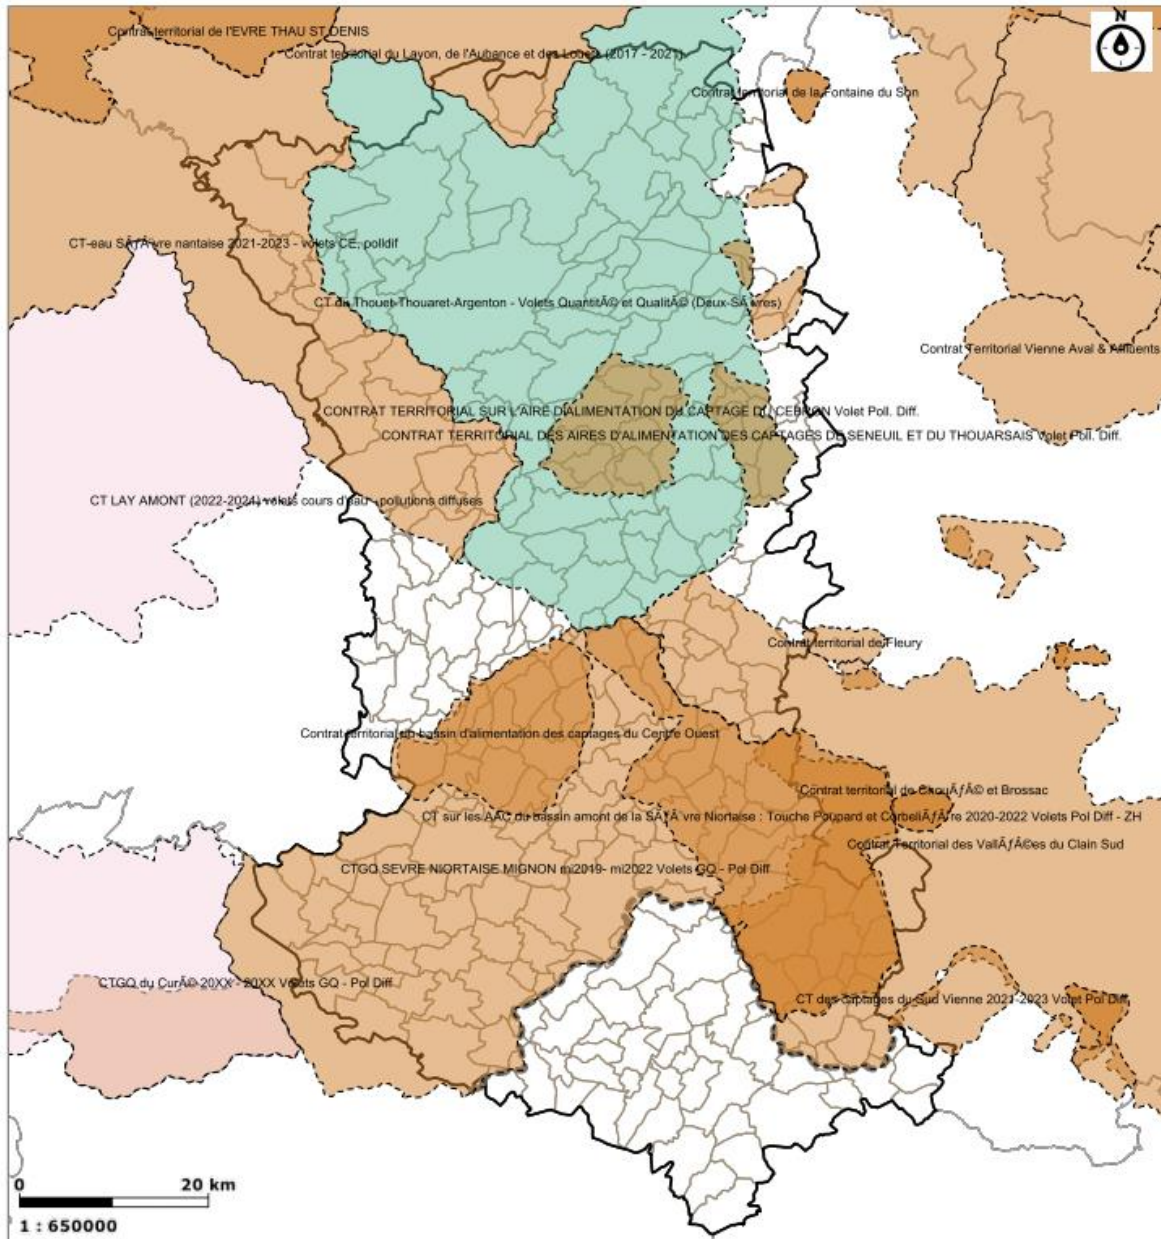 N
Contrat territorial de l'EVRE THAU ST DENIS
Contrat territorial du Layon, de l'Aubance et des Louets (2017 - 2021)
Contrat territorial de la Fontaine du Son
CT-eau SÃƒÂ¨vre nantaise 2021-2023 - volets CE, polldif
CT du Thouet-Thouaret-Argenton - Volets QuantitÃ© et QualitÃ© (Deux-SÃ¨vres)
Contrat Territorial Vienne Aval & Affluents
CONTRAT TERRITORIAL SUR L'AIRE D'ALIMENTATION DU CAPTAGE DU CEBRON Volet Poll. Diff.
CONTRAT TERRITORIAL DES AIRES D'ALIMENTATION DES CAPTAGES DE SENEUIL ET DU THOUARSAIS Volet Poll. Diff.
CT LAY AMONT (2022-2024) volets cours d'eau - pollutions diffuses
Contrat territorial de Fleury
Contrat territorial un bassin d'alimentation des captages du Centre Ouest
Contrat territorial de ChouÃƒÂ© et Brossac
CT sur les AAC du bassin amont de la SÃƒÂ¨vre Niortaise : Touche Poupard et CorbeliÃƒÂ¨re 2020-2022 Volets Pol Diff - ZH
Contrat Territorial des VallÃƒÂ©es du Clain Sud
CTGQ SEVRE NIORTAISE MIGNON mi2019- mi2022 Volets GQ - Pol Diff
CTGQ du CurÃ© 20XX - 20XX Volets GQ - Pol Diff
CT des captages du Sud Vienne 2021-2023 Volet Pol Diff
0 20 km
1 : 650000